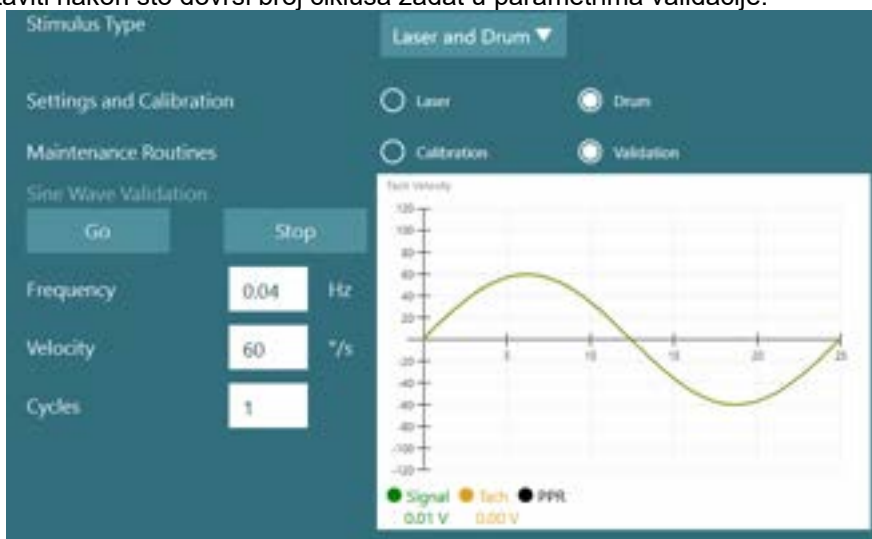 nakon što dovrši broj ciklusa zadat u parametrima validacije.
Stimulus Type
Laser and Drum
Settings and Calibration
Laser
Drum
Maintenance Routines
Calibration
Validation
Sine Wave Validation
Go
Stop
Frequency
0.04
Hz
Velocity
60
°/s
Cycles
1
Tach Velocity
120
100
80
60
40
20
-20
-40
-60
-80
-100
-120
5
10
15
20
25
Signal
Tach
PPR
0.01 V
0.00 V